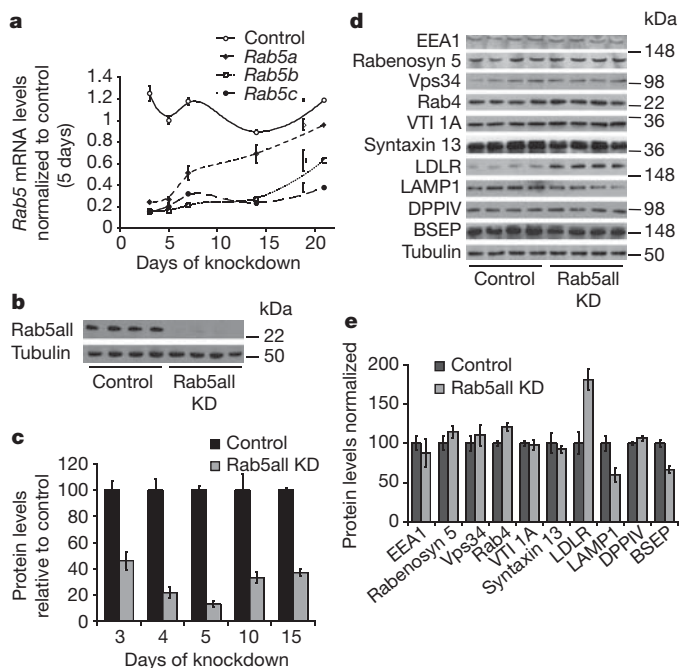 a
Control
Rab5a
Rab5b
Rab5c
Rab5 mRNA levels
normalized to control
(5 days)
1.4
1.2
1
0.8
0.6
0.4
0.2
0
0 5 10 15 20
Days of knockdown
b
kDa
Rab5all
22
Tubulin
50
Control
Rab5all
KD
c
Control
Rab5all KD
Protein levels
relative to control
120
100
80
60
40
20
0
3 4 5 10 15
Days of knockdown
d
kDa
EEA1
148
Rabenosyn 5
Vps34
98
Rab4
22
VTI 1A
36
Syntaxin 13
36
LDLR
148
LAMP1
DPPIV
98
BSEP
148
Tubulin
50
Control
Rab5all
KD
e
Control
Rab5all KD
Protein levels normalized
200
150
100
50
0
EEA1
Rabenosyn 5
Vps34
Rab4
VTI 1A
Syntaxin 13
LDLR
LAMP1
DPPIV
BSEP